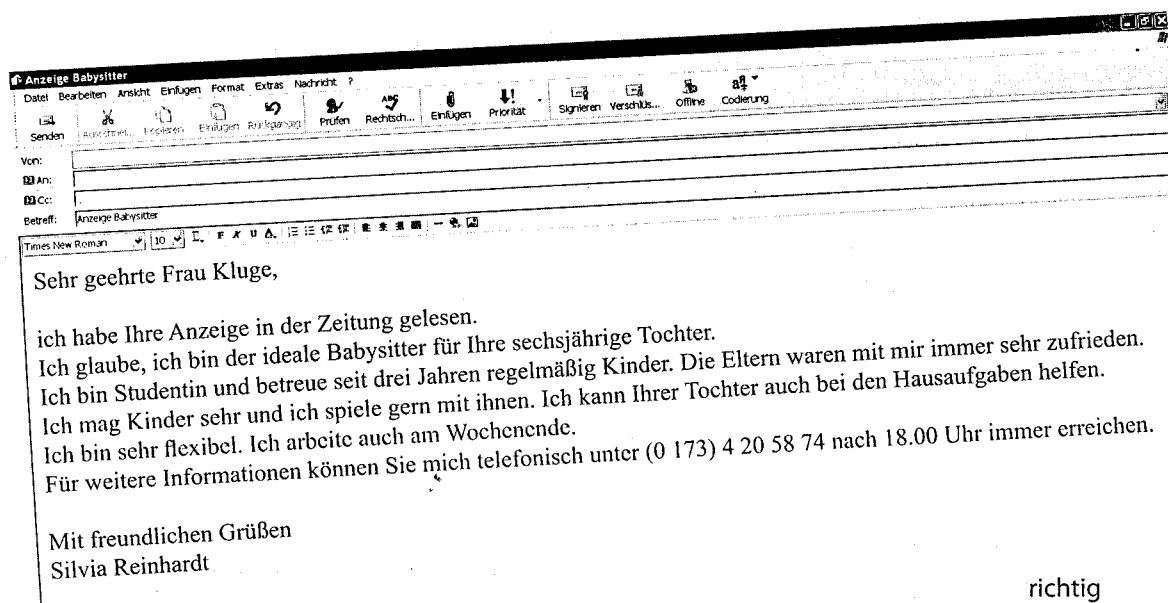 Anzeige Babysitter
Datei Bearbeiten Ansicht Einfügen Format Extras Nachricht ?
Senden Kopieren Einfügen Rückgängig Prüfen Rechtsch... Einfügen Priorität Signieren Verschlüs... Offline Codierung
Von:
An:
Cc:
Betreff: Anzeige Babysitter
Times New Roman 10 F K U A
Sehr geehrte Frau Kluge,
ich habe Ihre Anzeige in der Zeitung gelesen.
Ich glaube, ich bin der ideale Babysitter für Ihre sechsjährige Tochter.
Ich bin Studentin und betreue seit drei Jahren regelmäßig Kinder. Die Eltern waren mit mir immer sehr zufrieden.
Ich mag Kinder sehr und ich spiele gern mit ihnen. Ich kann Ihrer Tochter auch bei den Hausaufgaben helfen.
Ich bin sehr flexibel. Ich arbeite auch am Wochenende.
Für weitere Informationen können Sie mich telefonisch unter (0 173) 4 20 58 74 nach 18.00 Uhr immer erreichen.
Mit freundlichen Grüßen
Silvia Reinhardt
richtig